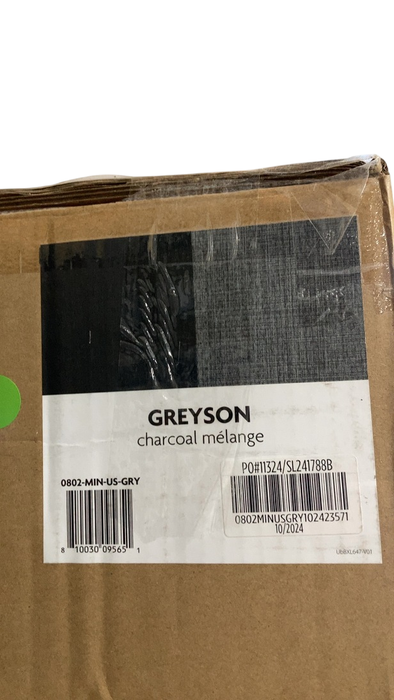 GREYSON
charcoal mélange
0802-MIN-US-GRY
8 10030 09565 1
PO#11324/SL241788B
0802MINUSGRY102423571
10/2024